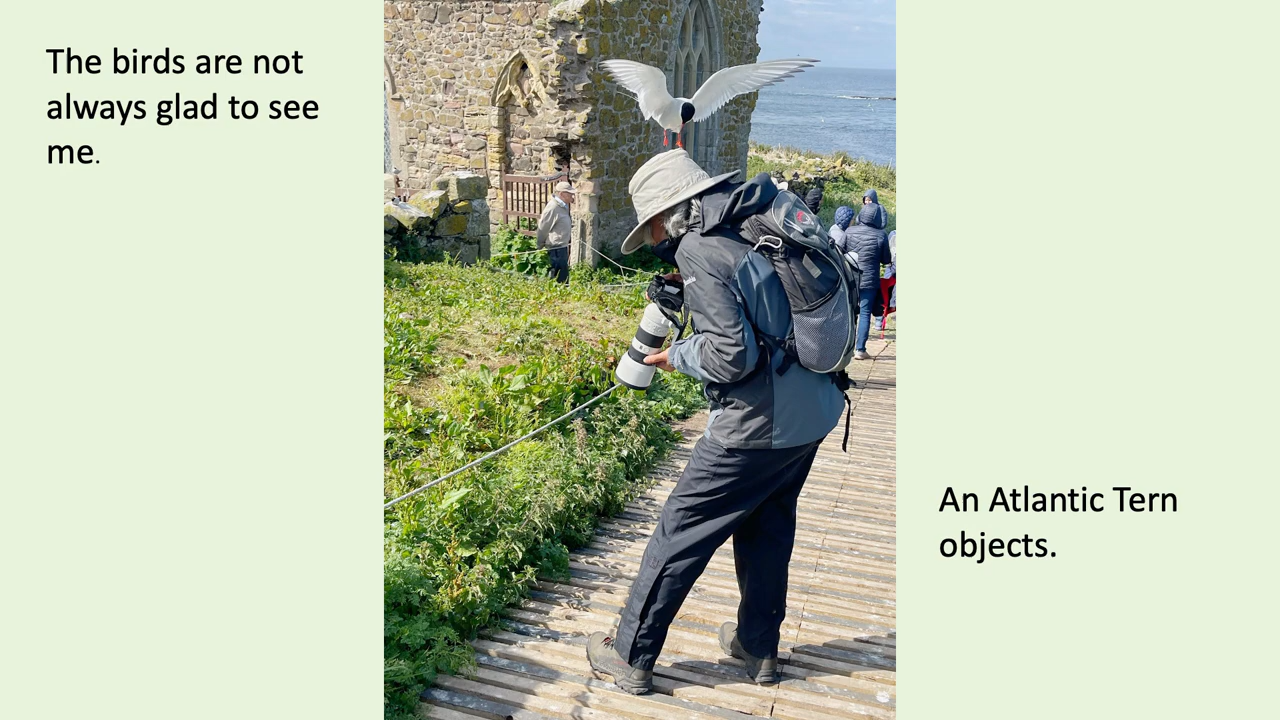 The birds are not
always glad to see
me.
An Atlantic Tern
objects.